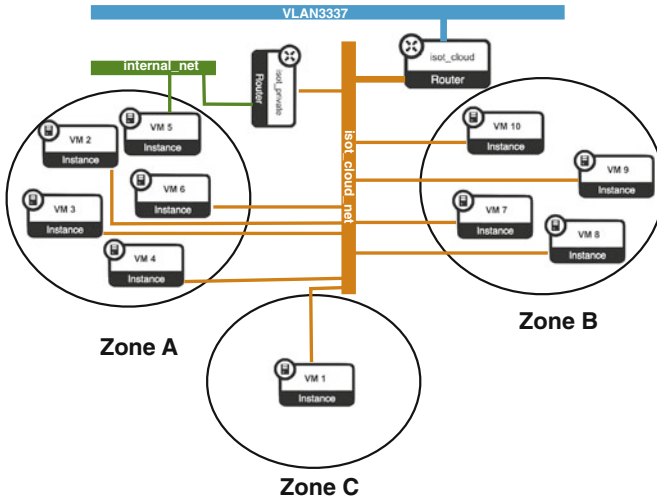 VLAN3337
internal_net
Router
isot_private
isot_cloud
Router
isot_cloud_net
VM 2
Instance
VM 5
Instance
VM 6
Instance
VM 3
Instance
VM 4
Instance
Zone A
VM 10
Instance
VM 9
Instance
VM 7
Instance
VM 8
Instance
Zone B
VM 1
Instance
Zone C